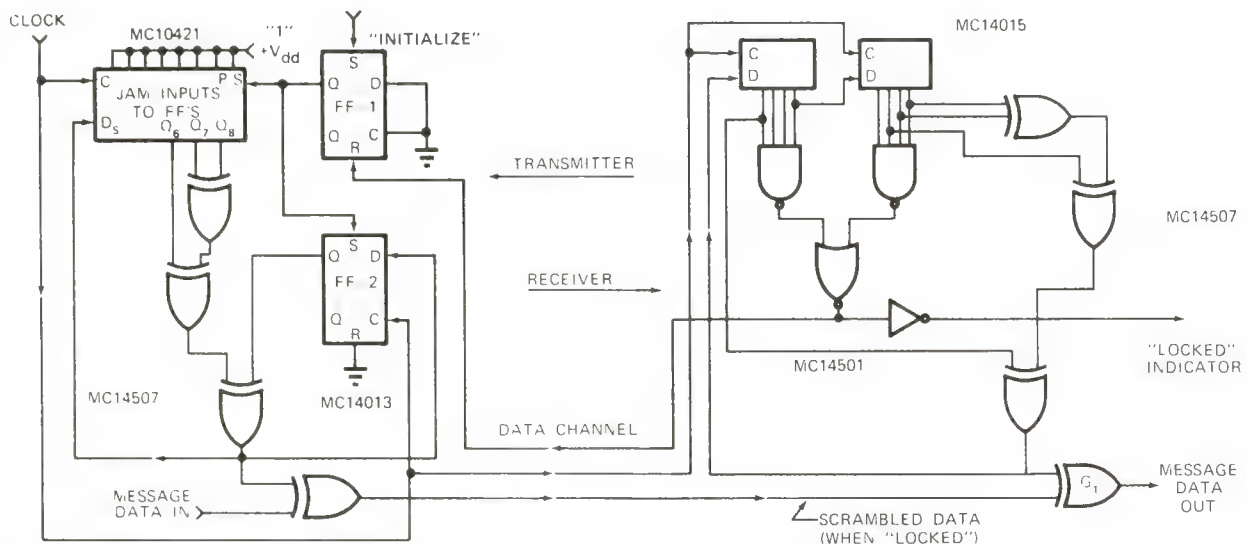 CLOCK
MC10421
"1"
+Vdd
"INITIALIZE"
MC14015
C
P S
JAM INPUTS
TO FF'S
DS
Q6 Q7 Q8
S
Q D
FF 1
Q C
R
C
D
C
D
TRANSMITTER
MC14507
S
Q D
FF 2
Q C
R
RECEIVER
"LOCKED"
INDICATOR
MC14501
MC14507
MC14013
DATA CHANNEL
MESSAGE
DATA IN
G1
MESSAGE
DATA
OUT
SCRAMBLED DATA
(WHEN "LOCKED")